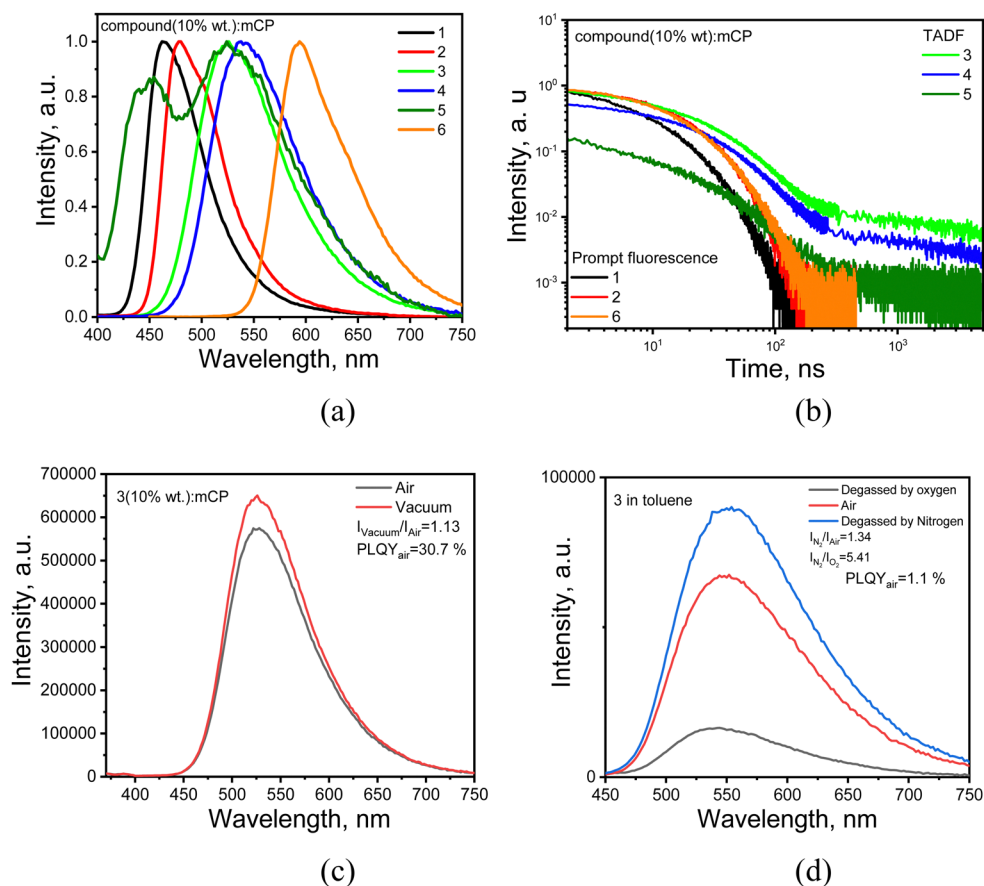 compound(10% wt.):mCP
1
2
3
4
5
6
Intensity, a.u.
1.0
0.8
0.6
0.4
0.2
0.0
400 450 500 550 600 650 700 750
Wavelength, nm
(a)
compound(10% wt):mCP
TADF
3
4
5
Intensity, a. u
10¹
10⁰
10⁻¹
10⁻²
10⁻³
Prompt fluorescence
1
2
6
10¹ 10² 10³
Time, ns
(b)
700000
600000
500000
400000
300000
200000
100000
0
Intensity, a.u.
3(10% wt.):mCP
Air
Vacuum
I_Vacuum/I_Air=1.13
PLQY_air=30.7 %
400 450 500 550 600 650 700 750
Wavelength, nm
(c)
100000
0
Intensity, a.u.
3 in toluene
Degassed by oxygen
Air
Degassed by Nitrogen
I_N₂/I_Air=1.34
I_N₂/I_O₂=5.41
PLQY_air=1.1 %
450 500 550 600 650 700 750
Wavelength, nm
(d)